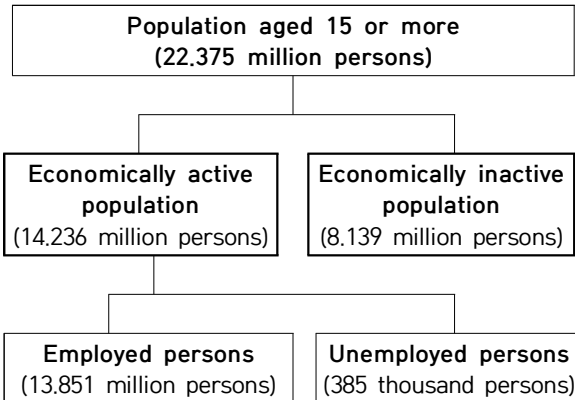 Population aged 15 or more
(22.375 million persons)
Economically active
population
(14.236 million persons)
Economically inactive
population
(8.139 million persons)
Employed persons
(13.851 million persons)
Unemployed persons
(385 thousand persons)